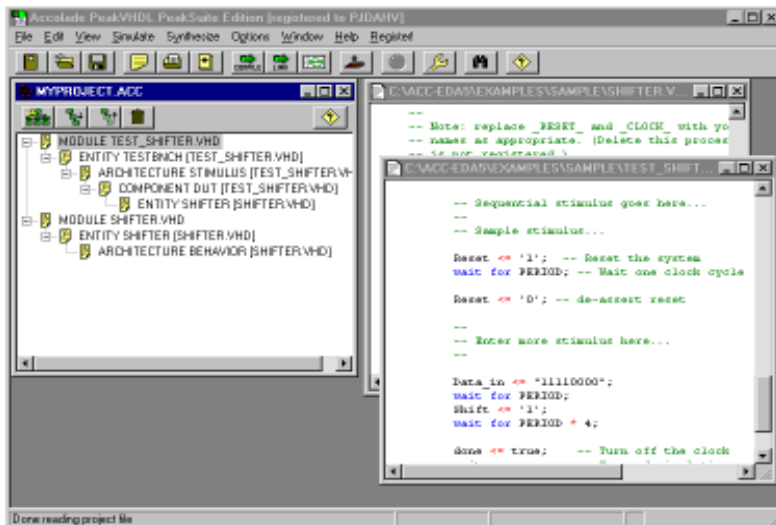 Accolade PeakVHDL PeakSuite Edition [registered to PJDAHV]
File Edit View Simulate Synthesize Options Window Help Register!
COMPILE LINK
MYPROJECT.ACC
MODULE TEST_SHIFTER.VHD
ENTITY TESTBNCH [TEST_SHIFTER.VHD]
ARCHITECTURE STIMULUS [TEST_SHIFTER.VH
COMPONENT DUT [TEST_SHIFTER.VHD]
ENTITY SHIFTER [SHIFTER.VHD]
MODULE SHIFTER.VHD
ENTITY SHIFTER [SHIFTER.VHD]
ARCHITECTURE BEHAVIOR [SHIFTER.VHD]
C:\ACC-EDA5\EXAMPLES\SAMPLE\SHIFTER.V...
--
-- Note: replace _RESET_ and _CLOCK_ with yo
-- names as appropriate. (Delete this proces
-- is not registered.)
C:\ACC-EDA5\EXAMPLES\SAMPLE\TEST_SHIFT...
-- Sequential stimulus goes here...
--
-- Sample stimulus...
Reset <= '1'; -- Reset the system
wait for PERIOD; -- Wait one clock cycle
Reset <= '0'; -- de-assert reset
--
-- Enter more stimulus here...
--
Data_in <= "11110000";
wait for PERIOD;
Shift <= '1';
wait for PERIOD * 4;
done <= true; -- Turn off the clock
Done reading project file